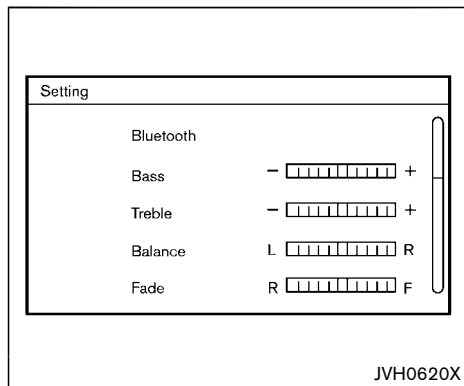 Setting
Bluetooth
Bass - +
Treble - +
Balance L R
Fade R F
JVH0620X